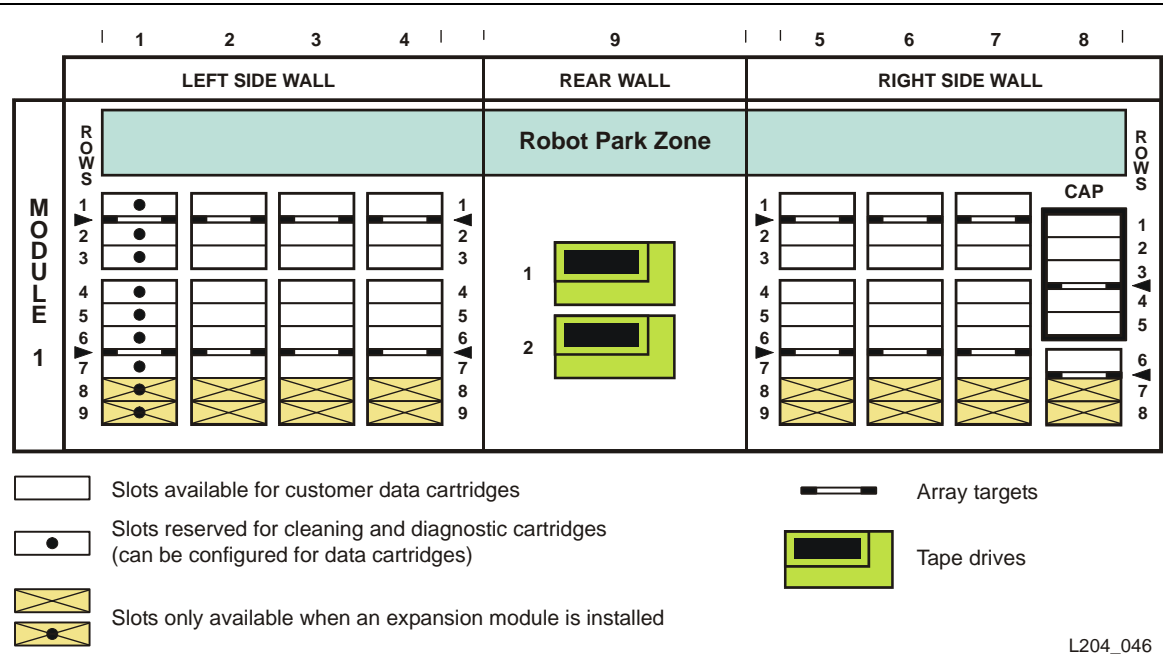 1 2 3 4 9 5 6 7 8
LEFT SIDE WALL REAR WALL RIGHT SIDE WALL
MODULE 1
ROWS
Robot Park Zone
ROWS
CAP
1 1 1 1
2 2 2 2
3 3 3 3
4 4 4 4
5 5 5 5
6 6 6 6
7 7 7 7
8 8 8 8
9 9 9
1
2
Slots available for customer data cartridges
Array targets
Slots reserved for cleaning and diagnostic cartridges
(can be configured for data cartridges)
Tape drives
Slots only available when an expansion module is installed
L204_046